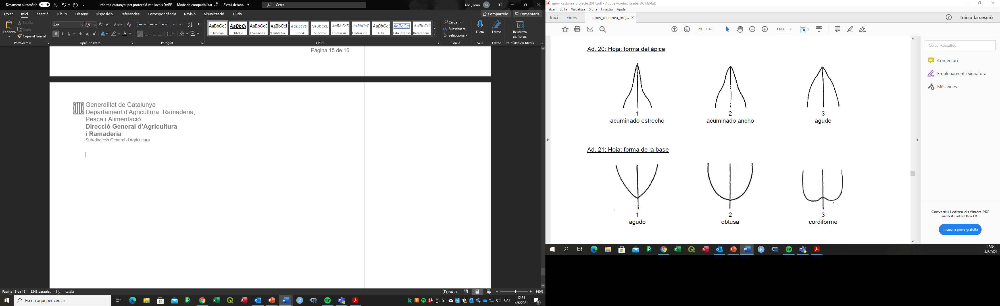 Desament automàtic
Informe castanyer per protecció var. locals DARP - Mode de compatibilitat
- S'està desant...
Cerca
Abel, Joan
AJ
Fitxer
Inici
Inserció
Dibuix
Disseny
Disposició
Referències
Correspondència
Revisió
Visualització
Ajuda
Comparteix
Comentaris
Enganxa
Retalla
Copia
Copia el format
Arial
8,5
AaBbCcI
¶ Normal
Títol 2
¶ Sense es...
¶ Table Pa...
Títol 4
Subtítol
Èmfasi su...
Èmfasi int...
Cita
Cita intensa
Referència...
Cerca
Substitueix
Selecciona
Dicta
Editor
Reutilitza
els fitxers
Porta-retalls
Tipus de lletra
Paràgraf
Estils
Edició
Veu
Editor
Reutilitza els fitxers
Pàgina 15 de 16
Generalitat de Catalunya
Departament d'Agricultura, Ramaderia,
Pesca i Alimentació
Direcció General d’Agricultura
i Ramaderia
Sub-direcció General d'Agricultura
Pàgina 16 de 16
3248 paraules
català
Focus
140%
Escriu aquí per cercar
CAT
12:34
4/6/2021
8
upov_castanea_projecte_2017.pdf - Adobe Acrobat Reader DC (32-bit)
Fitxer Edita Visualitza Signa Finestra Ajuda
Inici
Eines
upov_castanea_proj...
Inicia la sessió
29 / 42
139%
Ad. 20: Hoja: forma del ápice
1
2
3
acuminado estrecho
acuminado ancho
agudo
Ad. 21: Hoja: forma de la base
1
2
3
agudo
obtusa
cordiforme
Cerca 'Ressalteu'
Comentari
Emplenament i signatura
Més eines
Convertiu i editeu els fitxers PDF
amb Acrobat Pro DC
Inicieu la prova gratuïta
12:34
4/6/2021